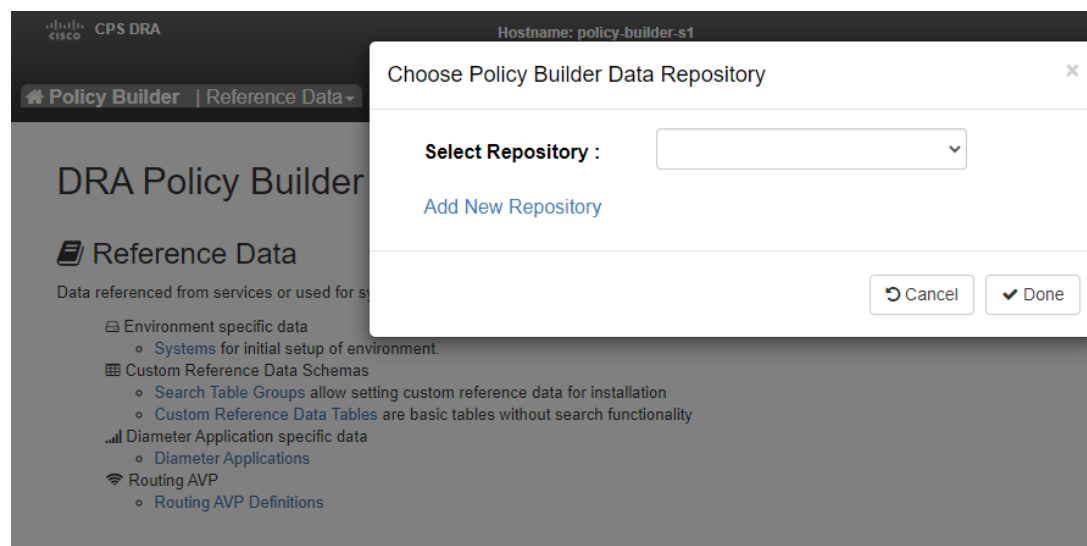 CISCO CPS DRA
Hostname: policy-builder-s1
Choose Policy Builder Data Repository
×
Policy Builder | Reference Data
Select Repository :
DRA Policy Builder
Add New Repository
Reference Data
Data referenced from services or used for
Cancel
Done
Environment specific data
Systems for initial setup of environment.
Custom Reference Data Schemas
Search Table Groups allow setting custom reference data for installation
Custom Reference Data Tables are basic tables without search functionality
Diameter Application specific data
Diameter Applications
Routing AVP
Routing AVP Definitions